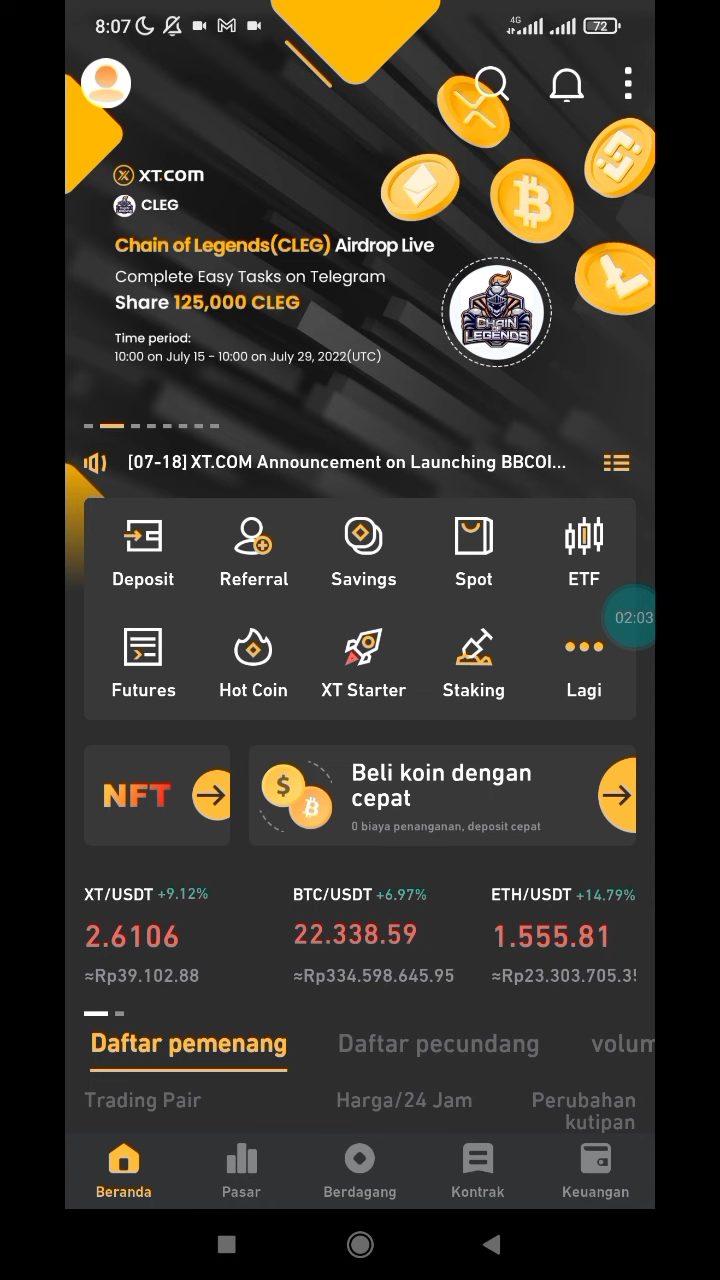 8:07
4G
72
XT.COM
CLEG
Chain of Legends(CLEG) Airdrop Live
Complete Easy Tasks on Telegram
Share 125,000 CLEG
CHAIN OF LEGENDS
Time period:
10:00 on July 15 - 10:00 on July 29, 2022(UTC)
[07-18] XT.COM Announcement on Launching BBCOI...
Deposit Referral Savings Spot ETF
02:03
Futures Hot Coin XT Starter Staking Lagi
NFT
Beli koin dengan
cepat
0 biaya penanganan, deposit cepat
XT/USDT +9.12% BTC/USDT +6.97% ETH/USDT +14.79%
2.6106 22.338.59 1.555.81
≈Rp39.102.88 ≈Rp334.598.645.95 ≈Rp23.303.705.3
Daftar pemenang Daftar pecundang volum
Trading Pair Harga/24 Jam Perubahan
kutipan
Beranda Pasar Berdagang Kontrak Keuangan